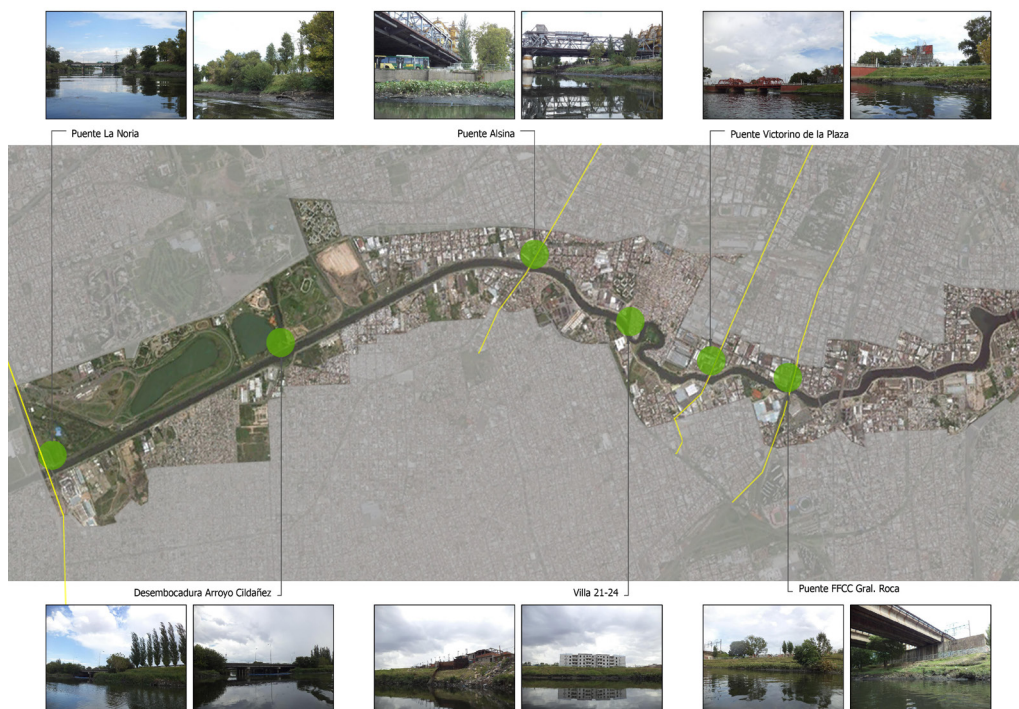 Puente La Noria
Puente Alsina
Puente Victorino de la Plaza
Desembocadura Arroyo Cildañez
Villa 21-24
Puente FFCC Gral. Roca